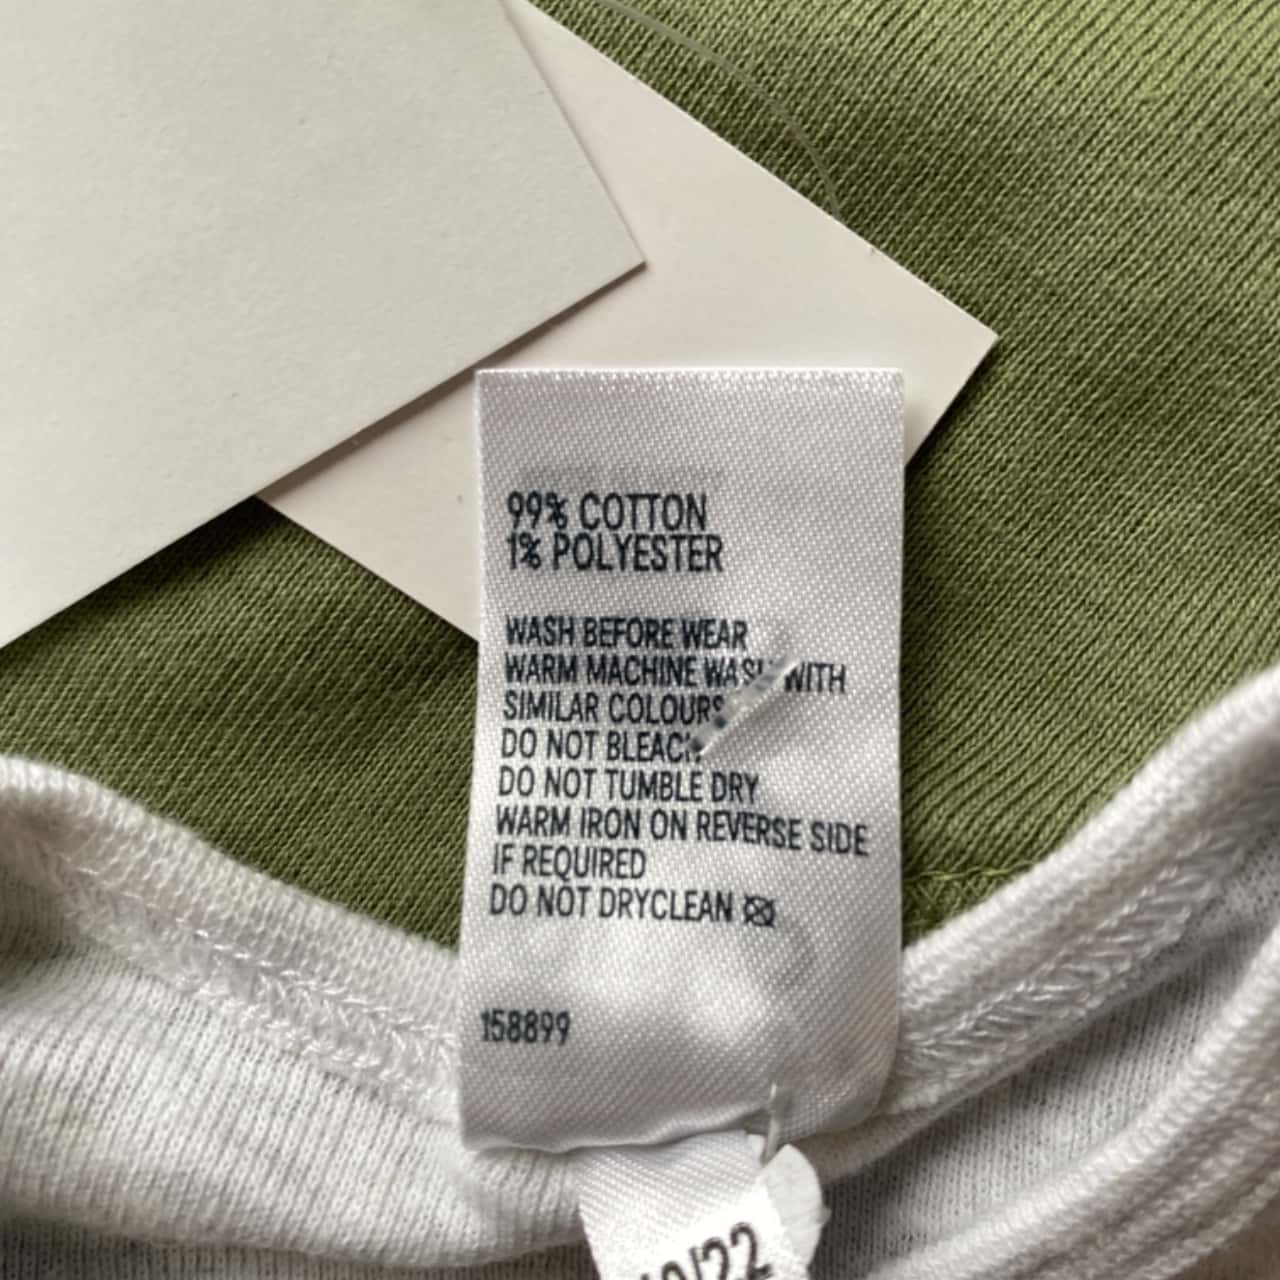 99% COTTON
1% POLYESTER
WASH BEFORE WEAR
WARM MACHINE WASH WITH
SIMILAR COLOURS
DO NOT BLEACH
DO NOT TUMBLE DRY
WARM IRON ON REVERSE SIDE
IF REQUIRED
DO NOT DRYCLEAN
158899